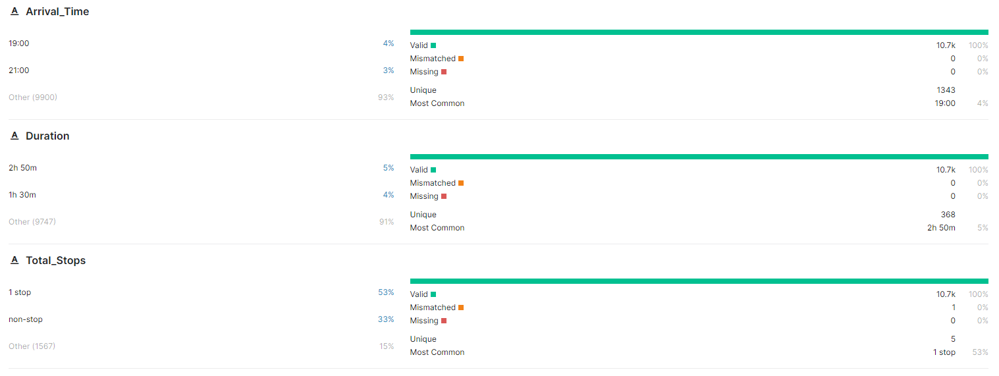 A Arrival_Time
19:00 4%
21:00 3%
Other (9900) 93%
Valid 10.7k 100%
Mismatched 0 0%
Missing 0 0%
Unique 1343
Most Common 19:00 4%
A Duration
2h 50m 5%
1h 30m 4%
Other (9747) 91%
Valid 10.7k 100%
Mismatched 0 0%
Missing 0 0%
Unique 368
Most Common 2h 50m 5%
A Total_Stops
1 stop 53%
non-stop 33%
Other (1567) 15%
Valid 10.7k 100%
Mismatched 1 0%
Missing 0 0%
Unique 5
Most Common 1 stop 53%